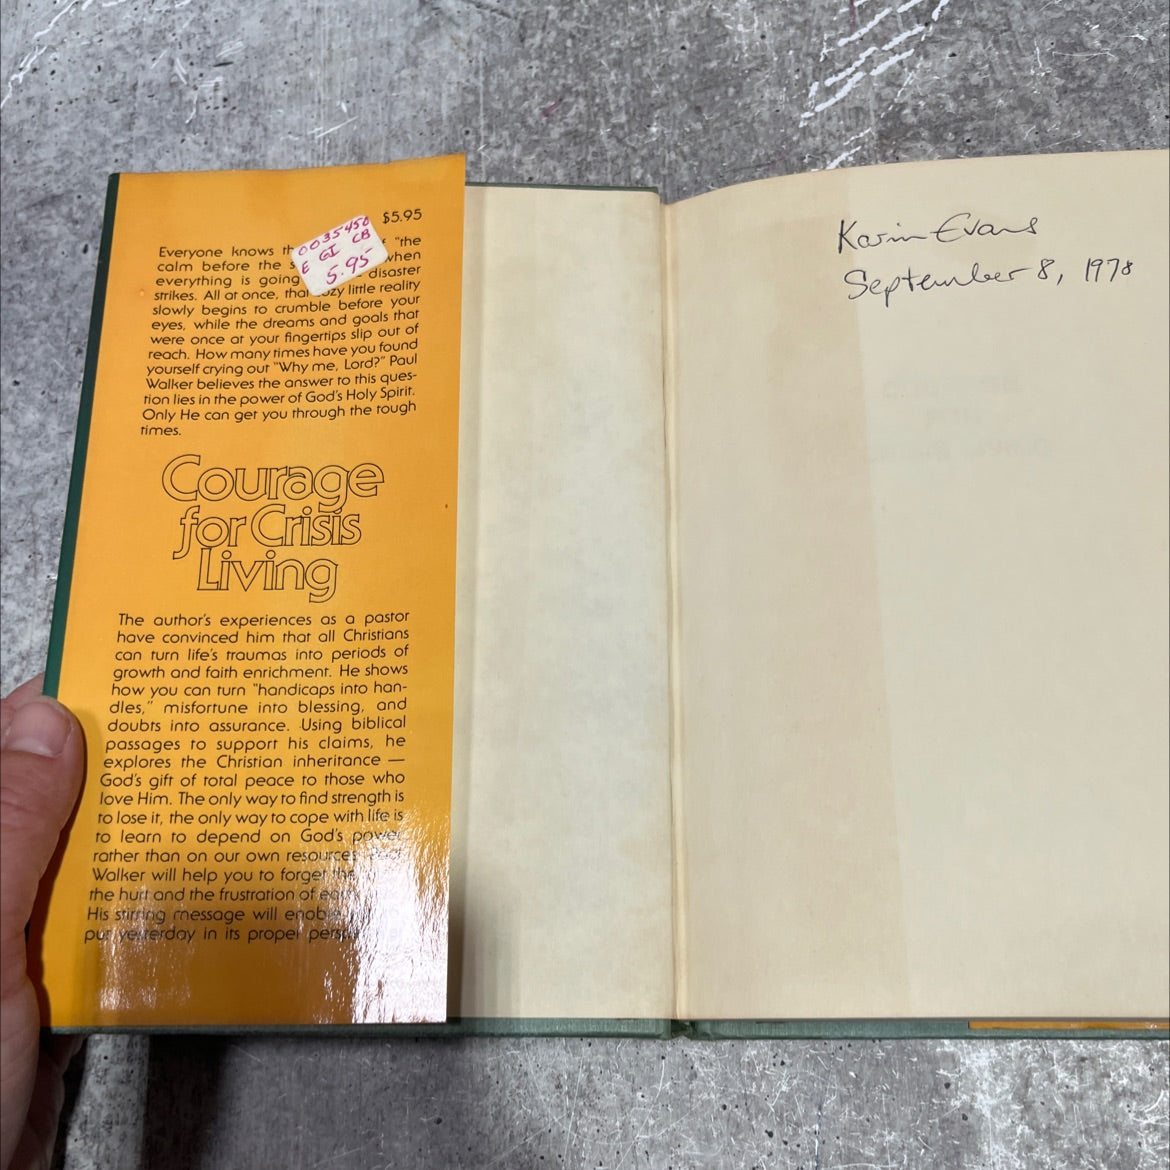 $5.95
0035458
E GI CB
5.95
Everyone knows "the
calm before the when
everything is going disaster
strikes. All at once, that cozy little reality
slowly begins to crumble before your
eyes, while the dreams and goals that
were once at your fingertips slip out of
reach. How many times have you found
yourself crying out "Why me, Lord?" Paul
Walker believes the answer to this ques-
tion lies in the power of God's Holy Spirit.
Only He can get you through the tough
times.
Courage
for Crisis
Living
The author's experiences as a pastor
have convinced him that all Christians
can turn life's traumas into periods of
growth and faith enrichment. He shows
how you can turn "handicaps into han-
dles," misfortune into blessing, and
doubts into assurance. Using biblical
passages to support his claims, he
explores the Christian inheritance —
God's gift of total peace to those who
love Him. The only way to find strength is
to lose it, the only way to cope with life is
to learn to depend on God's power
rather than on our own resources. Paul
Walker will help you to forget the
the hurt and the frustration of
His stirring message will enable
put yesterday in its proper
Karin Evans
September 8, 1978